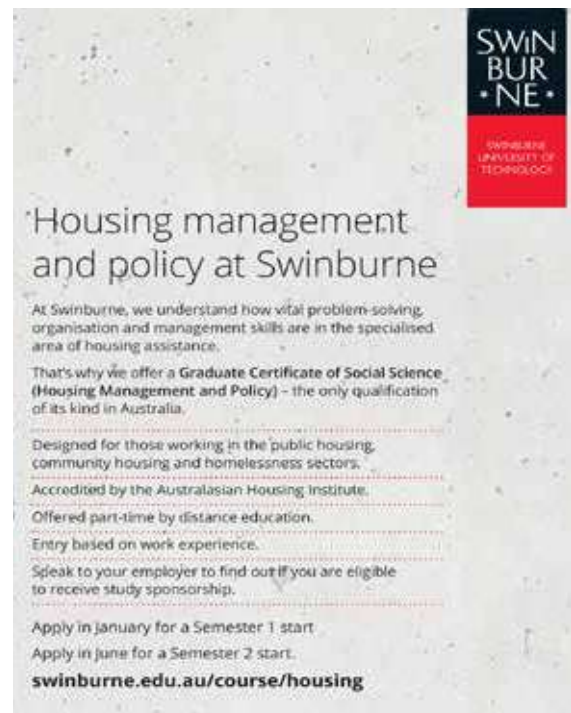 SWiN
BUR
• NE •
SWINBURNE
UNIVERSITY OF
TECHNOLOGY
Housing management
and policy at Swinburne
At Swinburne, we understand how vital problem-solving,
organisation and management skills are in the specialised
area of housing assistance.
That's why we offer a Graduate Certificate of Social Science
(Housing Management and Policy) – the only qualification
of its kind in Australia.
Designed for those working in the public housing,
community housing and homelessness sectors.
Accredited by the Australasian Housing Institute.
Offered part-time by distance education.
Entry based on work experience.
Speak to your employer to find out if you are eligible
to receive study sponsorship.
Apply in January for a Semester 1 start
Apply in June for a Semester 2 start.
swinburne.edu.au/course/housing